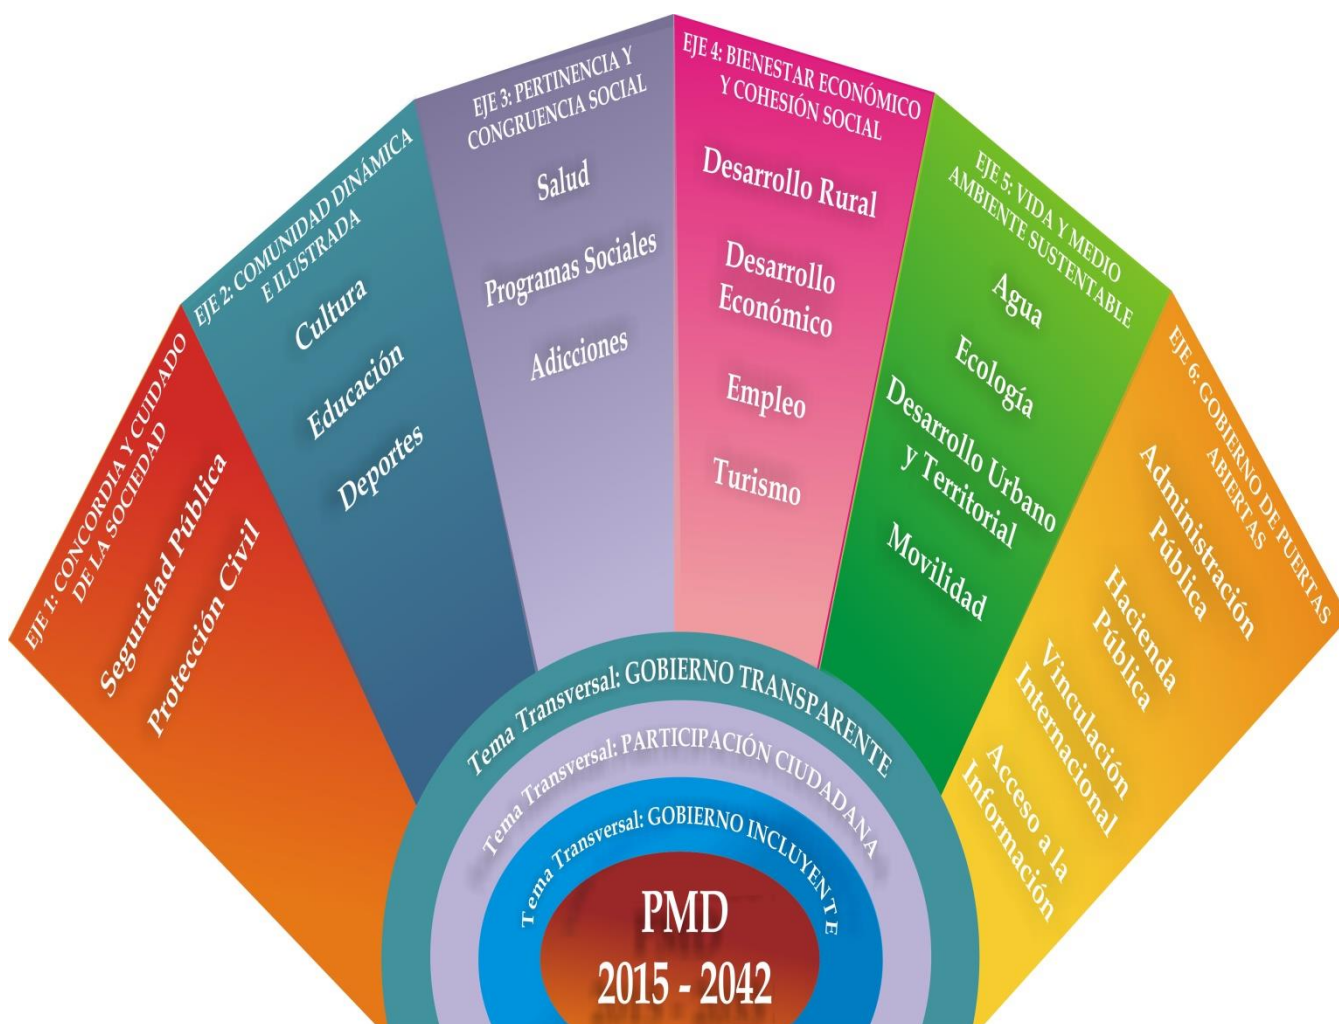 EJE 1: CONCORDIA Y CUIDADO
DE LA SOCIEDAD
Seguridad Pública
Protección Civil
EJE 2: COMUNIDAD DINÁMICA
E ILUSTRADA
Cultura
Educación
Deportes
EJE 3: PERTINENCIA Y
CONGRUENCIA SOCIAL
Salud
Programas Sociales
Adicciones
EJE 4: BIENESTAR ECONÓMICO
Y COHESIÓN SOCIAL
Desarrollo Rural
Desarrollo
Económico
Empleo
Turismo
EJE 5: VIDA Y MEDIO
AMBIENTE SUSTENTABLE
Agua
Ecología
Desarrollo Urbano
y Territorial
Movilidad
EJE 6: GOBIERNO DE PUERTAS
ABIERTAS
Administración
Pública
Hacienda
Pública
Vinculación
Internacional
Acceso a la
Información
Tema Transversal: GOBIERNO TRANSPARENTE
Tema Transversal: PARTICIPACIÓN CIUDADANA
Tema Transversal: GOBIERNO INCLUYENTE
PMD
2015 - 2042